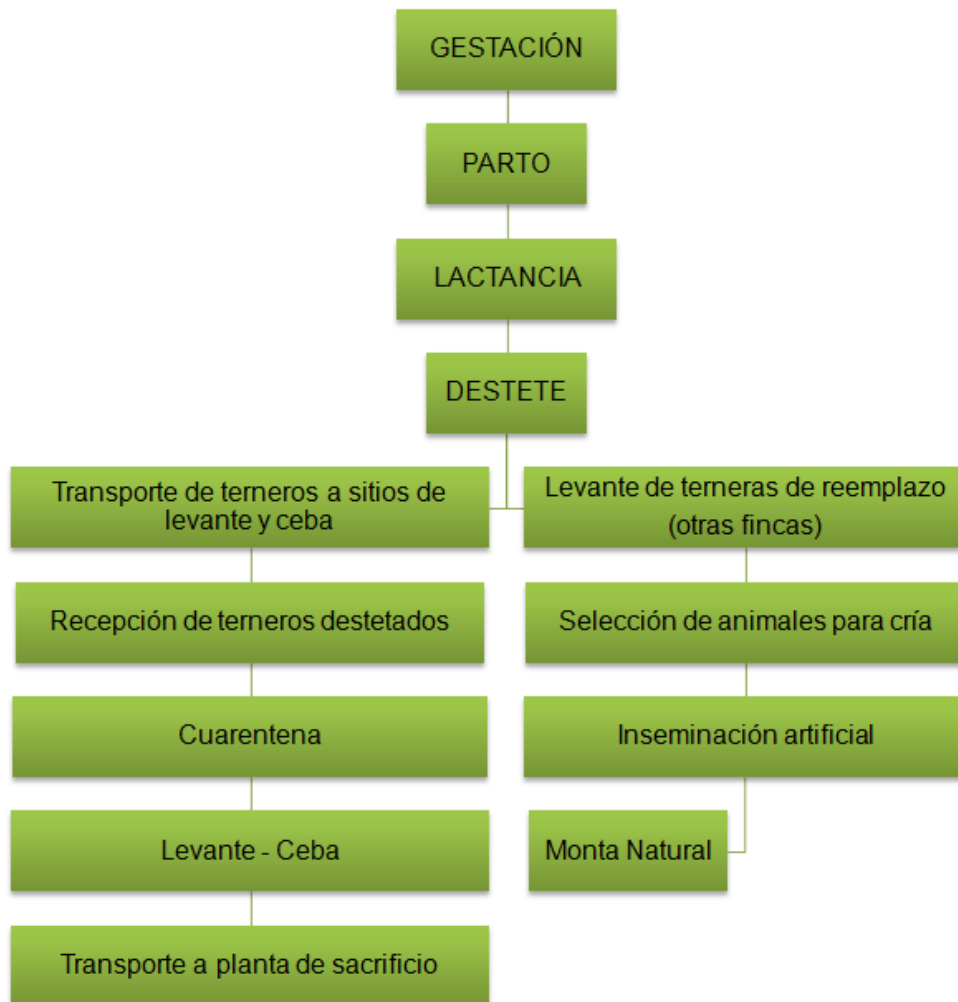 GESTACIÓN
PARTO
LACTANCIA
DESTETE
Transporte de terneros a sitios de
levante y ceba
Recepción de terneros destetados
Cuarentena
Levante - Ceba
Transporte a planta de sacrificio
Levante de terneras de reemplazo
(otras fincas)
Selección de animales para cría
Inseminación artificial
Monta Natural